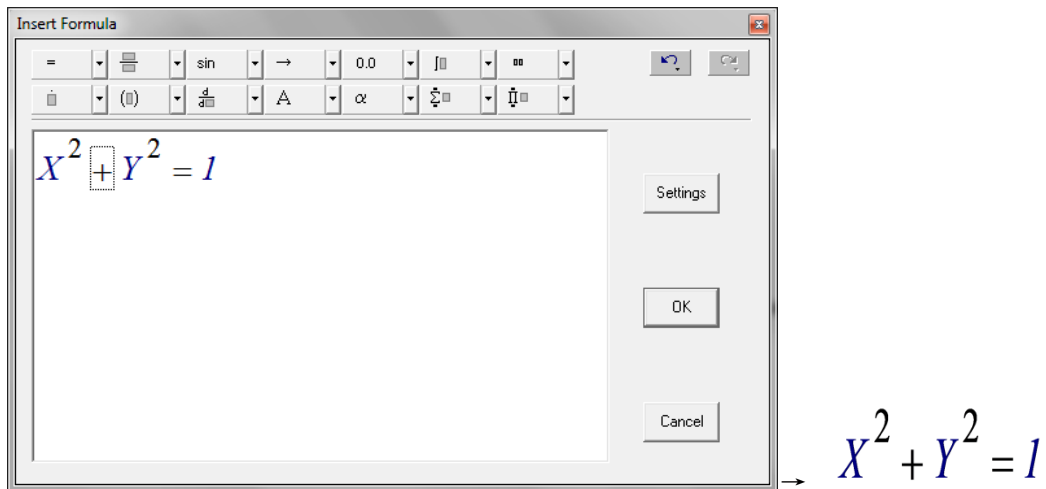 Insert Formula
= sin → 0.0 ∫
(▯) d/d▯ A α Σ Π
X² + Y² = 1
Settings
OK
Cancel
→ X² + Y² = 1